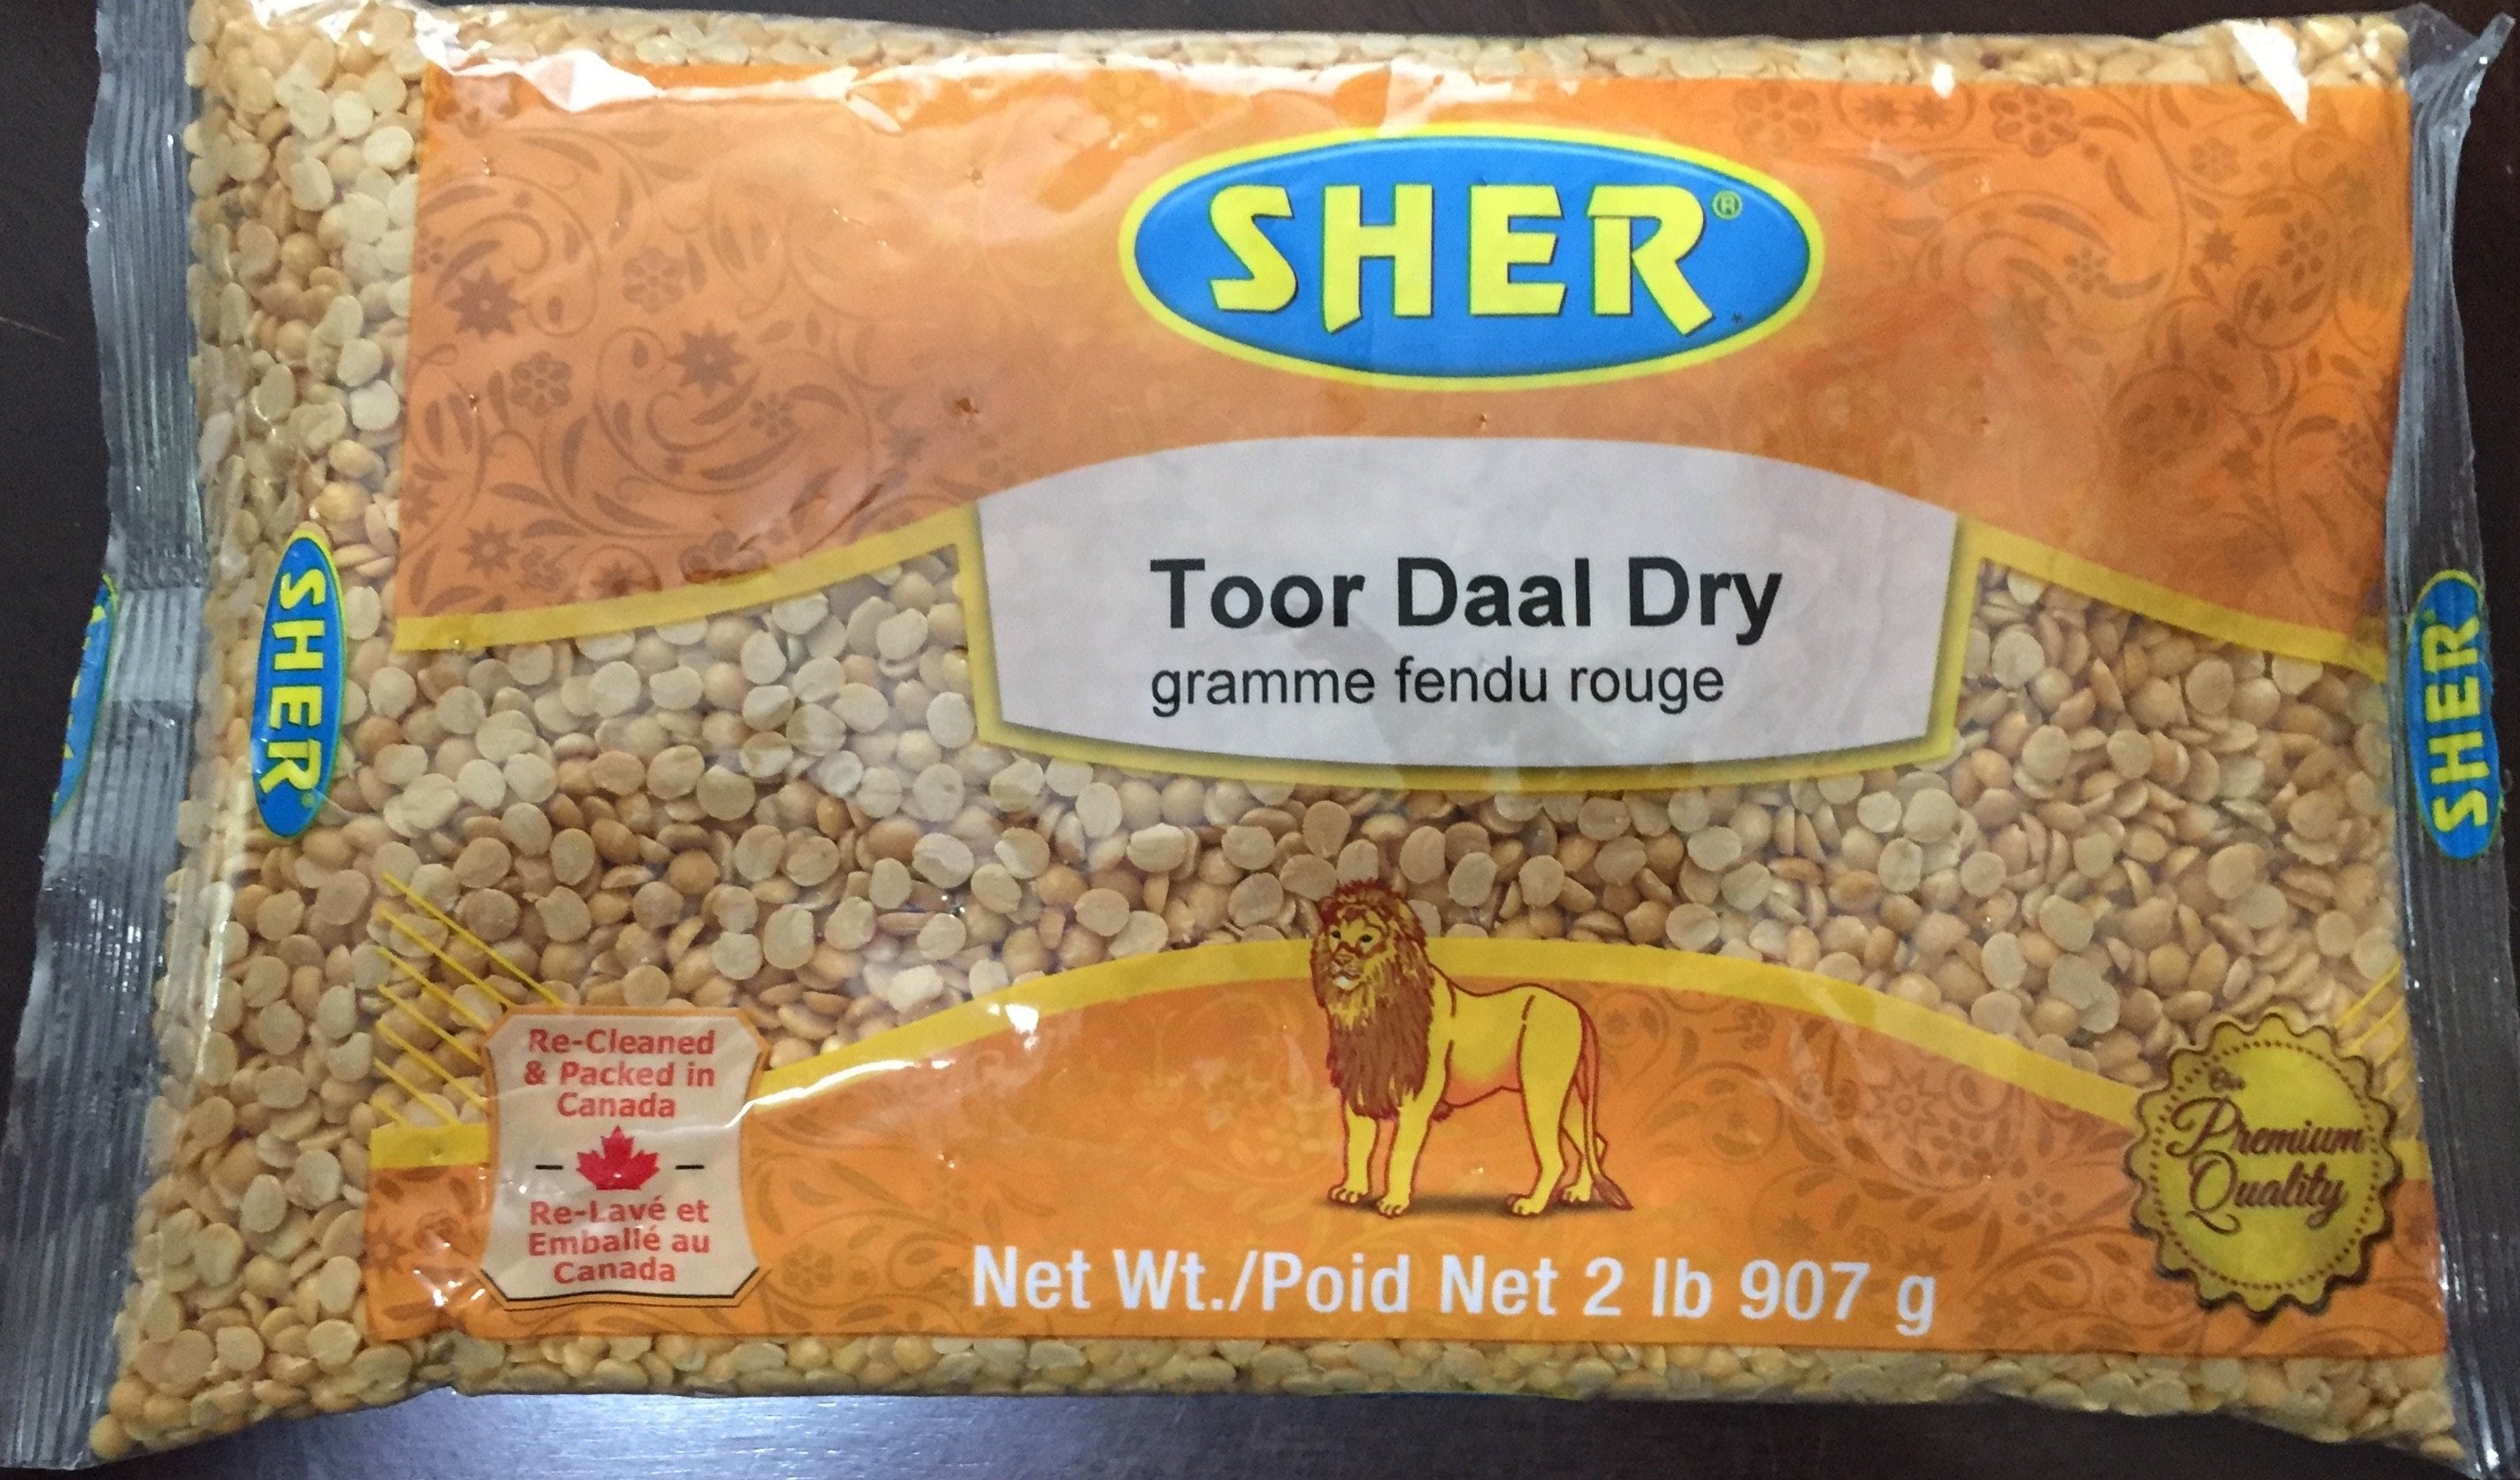 SHER®
Toor Daal Dry
gramme fendu rouge
SHER
SHER
Re-Cleaned
& Packed in
Canada
Re-Lavé et
Emballé au
Canada
Our
Premium
Quality
Net Wt./Poid Net 2 lb 907 g